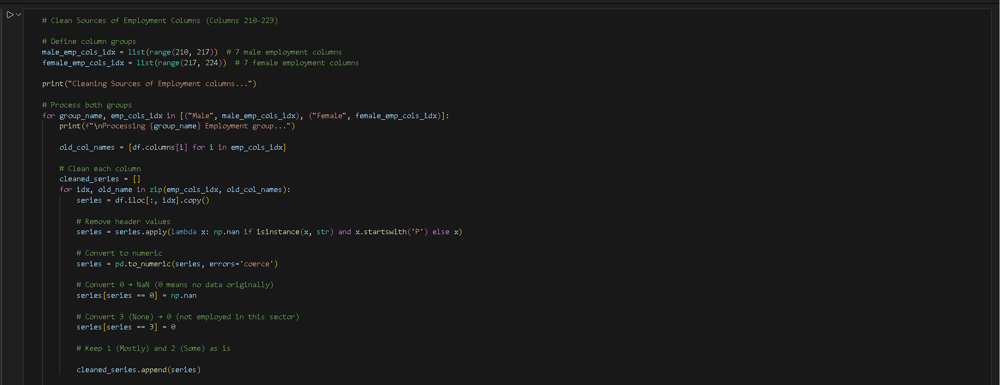 # Clean Sources of Employment Columns (Columns 210-223)
# Define column groups
male_emp_cols_idx = list(range(210, 217))  # 7 male employment columns
female_emp_cols_idx = list(range(217, 224))  # 7 female employment columns
print("Cleaning Sources of Employment columns...")
# Process both groups
for group_name, emp_cols_idx in [("Male", male_emp_cols_idx), ("Female", female_emp_cols_idx)]:
    print(f"\nProcessing {group_name} Employment group...")
    old_col_names = [df.columns[i] for i in emp_cols_idx]
    # Clean each column
    cleaned_series = []
    for idx, old_name in zip(emp_cols_idx, old_col_names):
        series = df.iloc[:, idx].copy()
        # Remove header values
        series = series.apply(lambda x: np.nan if isinstance(x, str) and x.startswith('P') else x)
        # Convert to numeric
        series = pd.to_numeric(series, errors='coerce')
        # Convert 0 → NaN (0 means no data originally)
        series[series == 0] = np.nan
        # Convert 3 (None) → 0 (not employed in this sector)
        series[series == 3] = 0
        # Keep 1 (Mostly) and 2 (Some) as is
        cleaned_series.append(series)